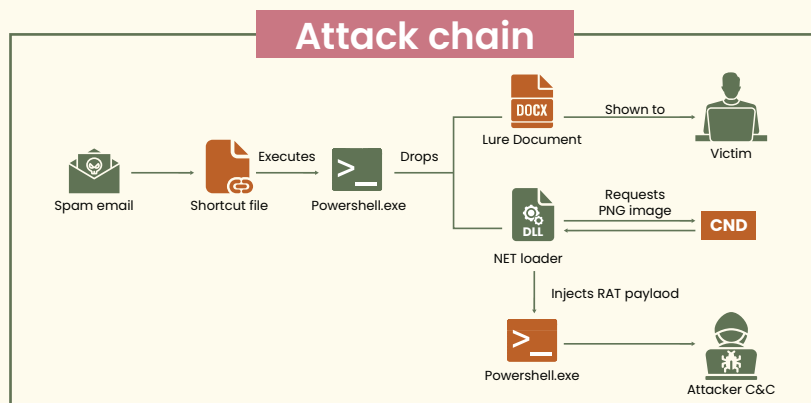 Attack chain
DOCX
Lure Document
Shown to
Victim
Spam email
Shortcut file
Executes
>_
Powershell.exe
Drops
DLL
NET loader
Requests
PNG image
CND
Injects RAT paylaod
>_
Powershell.exe
Attacker C&C